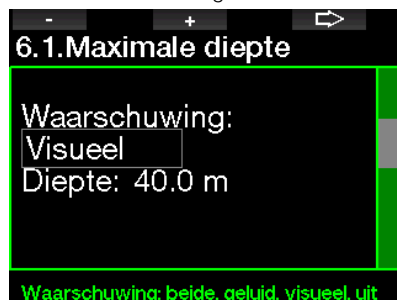 - +
6.1.Maximale diepte
Waarschuwing:
Visueel
Diepte: 40.0 m
Waarschuwing: beide, geluid, visueel, uit